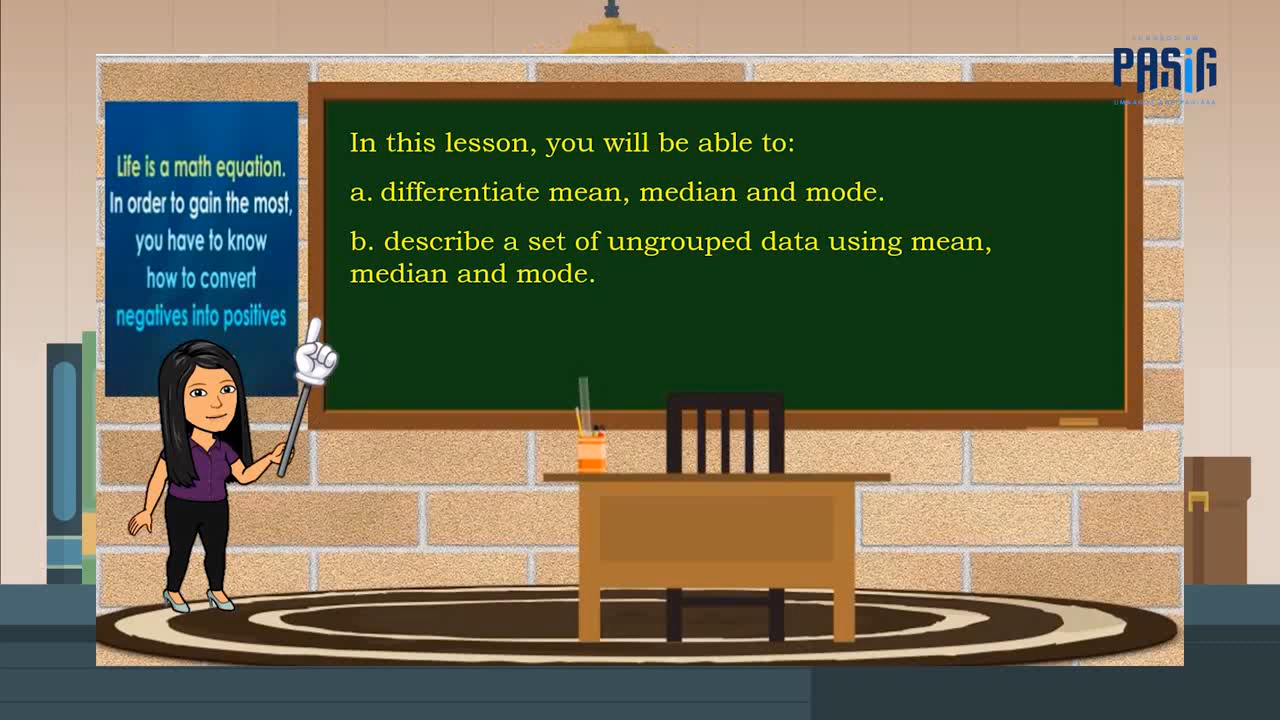 PASIG
Life is a math equation.
In order to gain the most,
you have to know
how to convert
negatives into positives
In this lesson, you will be able to:
a. differentiate mean, median and mode.
b. describe a set of ungrouped data using mean,
median and mode.